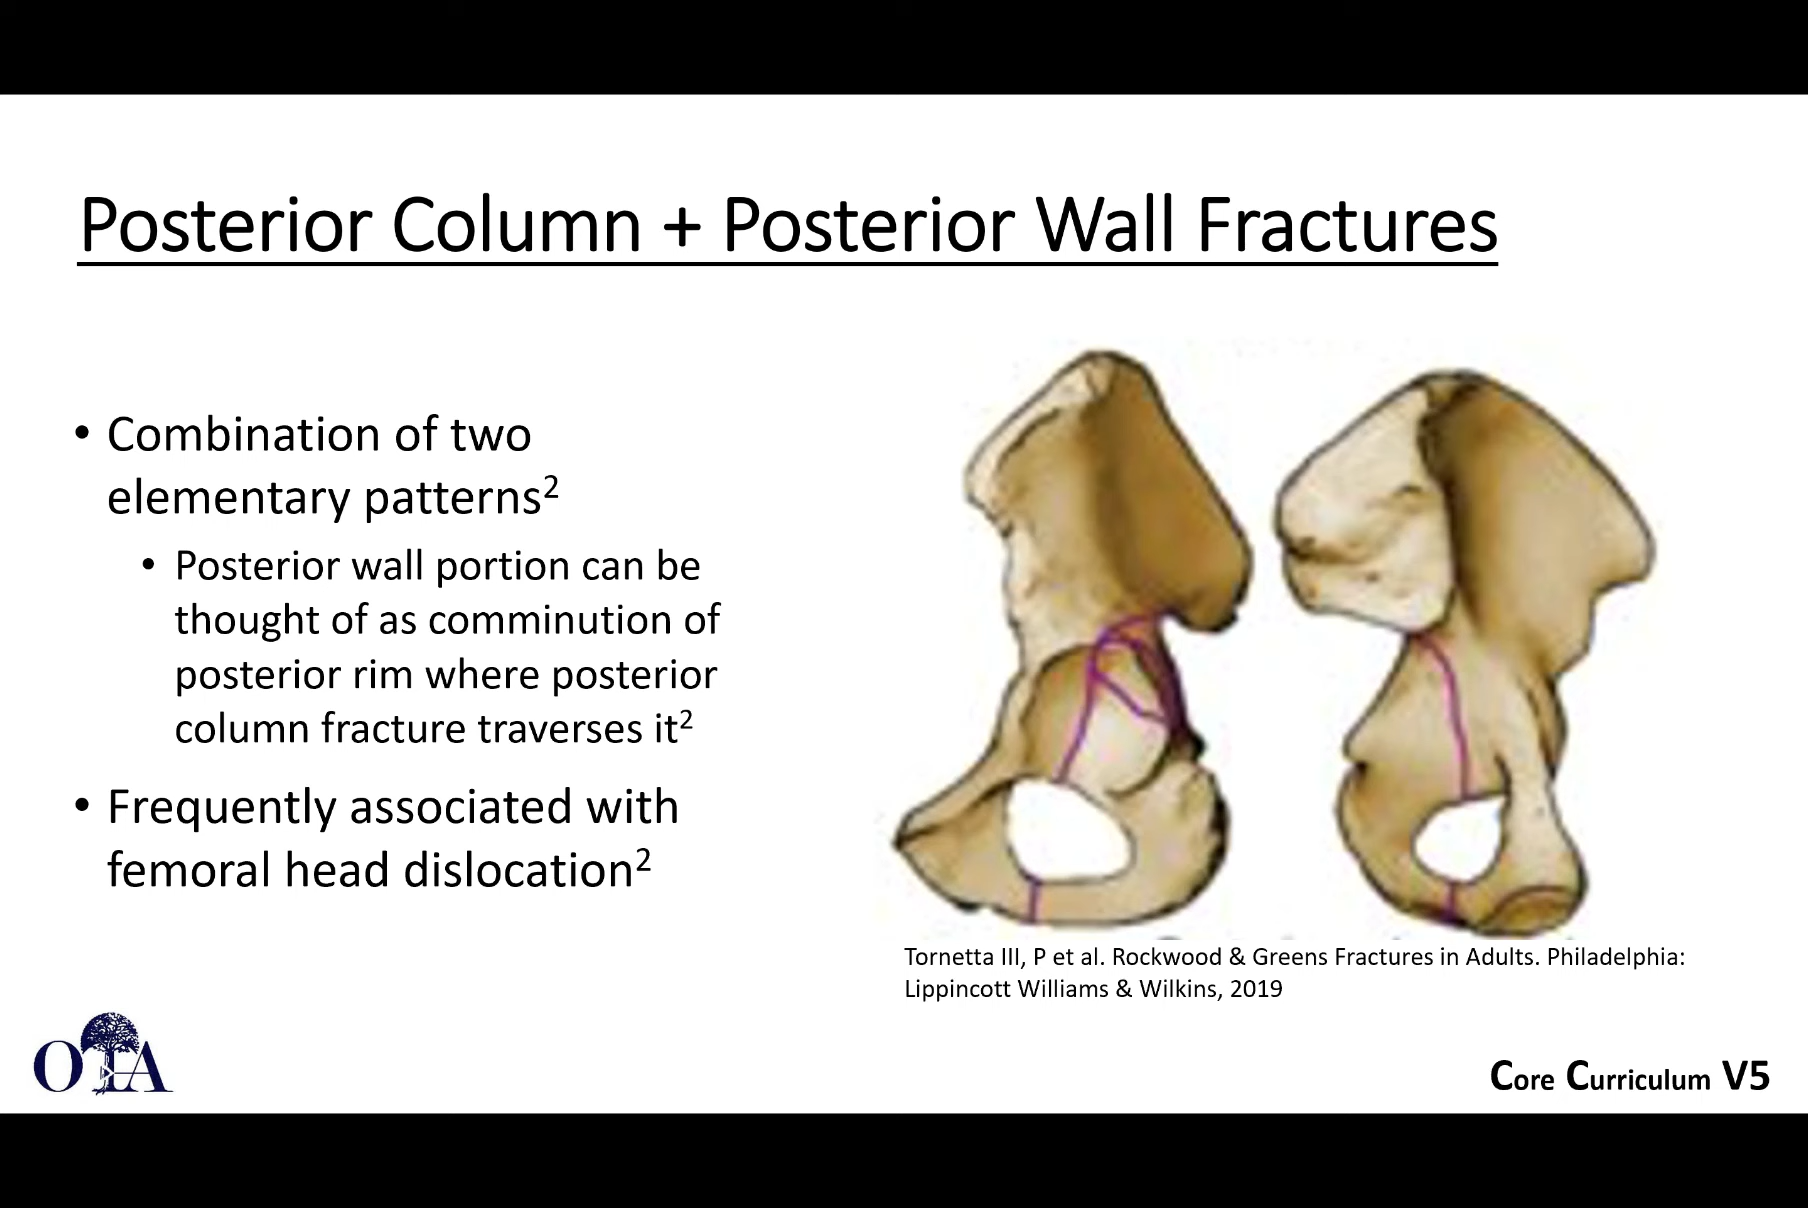 Posterior Column + Posterior Wall Fractures
• Combination of two
elementary patterns²
• Posterior wall portion can be
thought of as comminution of
posterior rim where posterior
column fracture traverses it²
• Frequently associated with
femoral head dislocation²
Tornetta III, P et al. Rockwood & Greens Fractures in Adults. Philadelphia:
Lippincott Williams & Wilkins, 2019
OTA
Core Curriculum V5